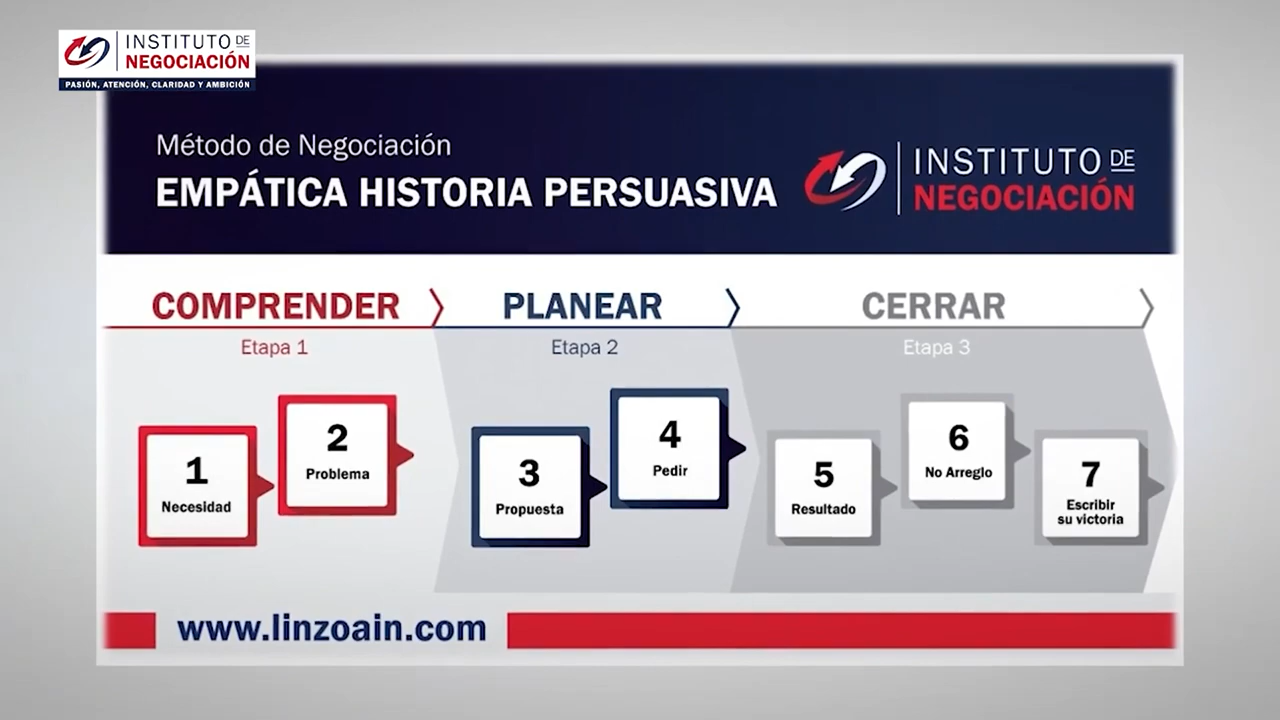 INSTITUTO DE
NEGOCIACIÓN
PASIÓN, ATENCIÓN, CLARIDAD Y AMBICIÓN
Método de Negociación
EMPÁTICA HISTORIA PERSUASIVA
INSTITUTO DE
NEGOCIACIÓN
COMPRENDER
Etapa 1
PLANEAR
Etapa 2
CERRAR
Etapa 3
1
Necesidad
2
Problema
3
Propuesta
4
Pedir
5
Resultado
6
No Arreglo
7
Escribir
su victoria
www.linzoain.com